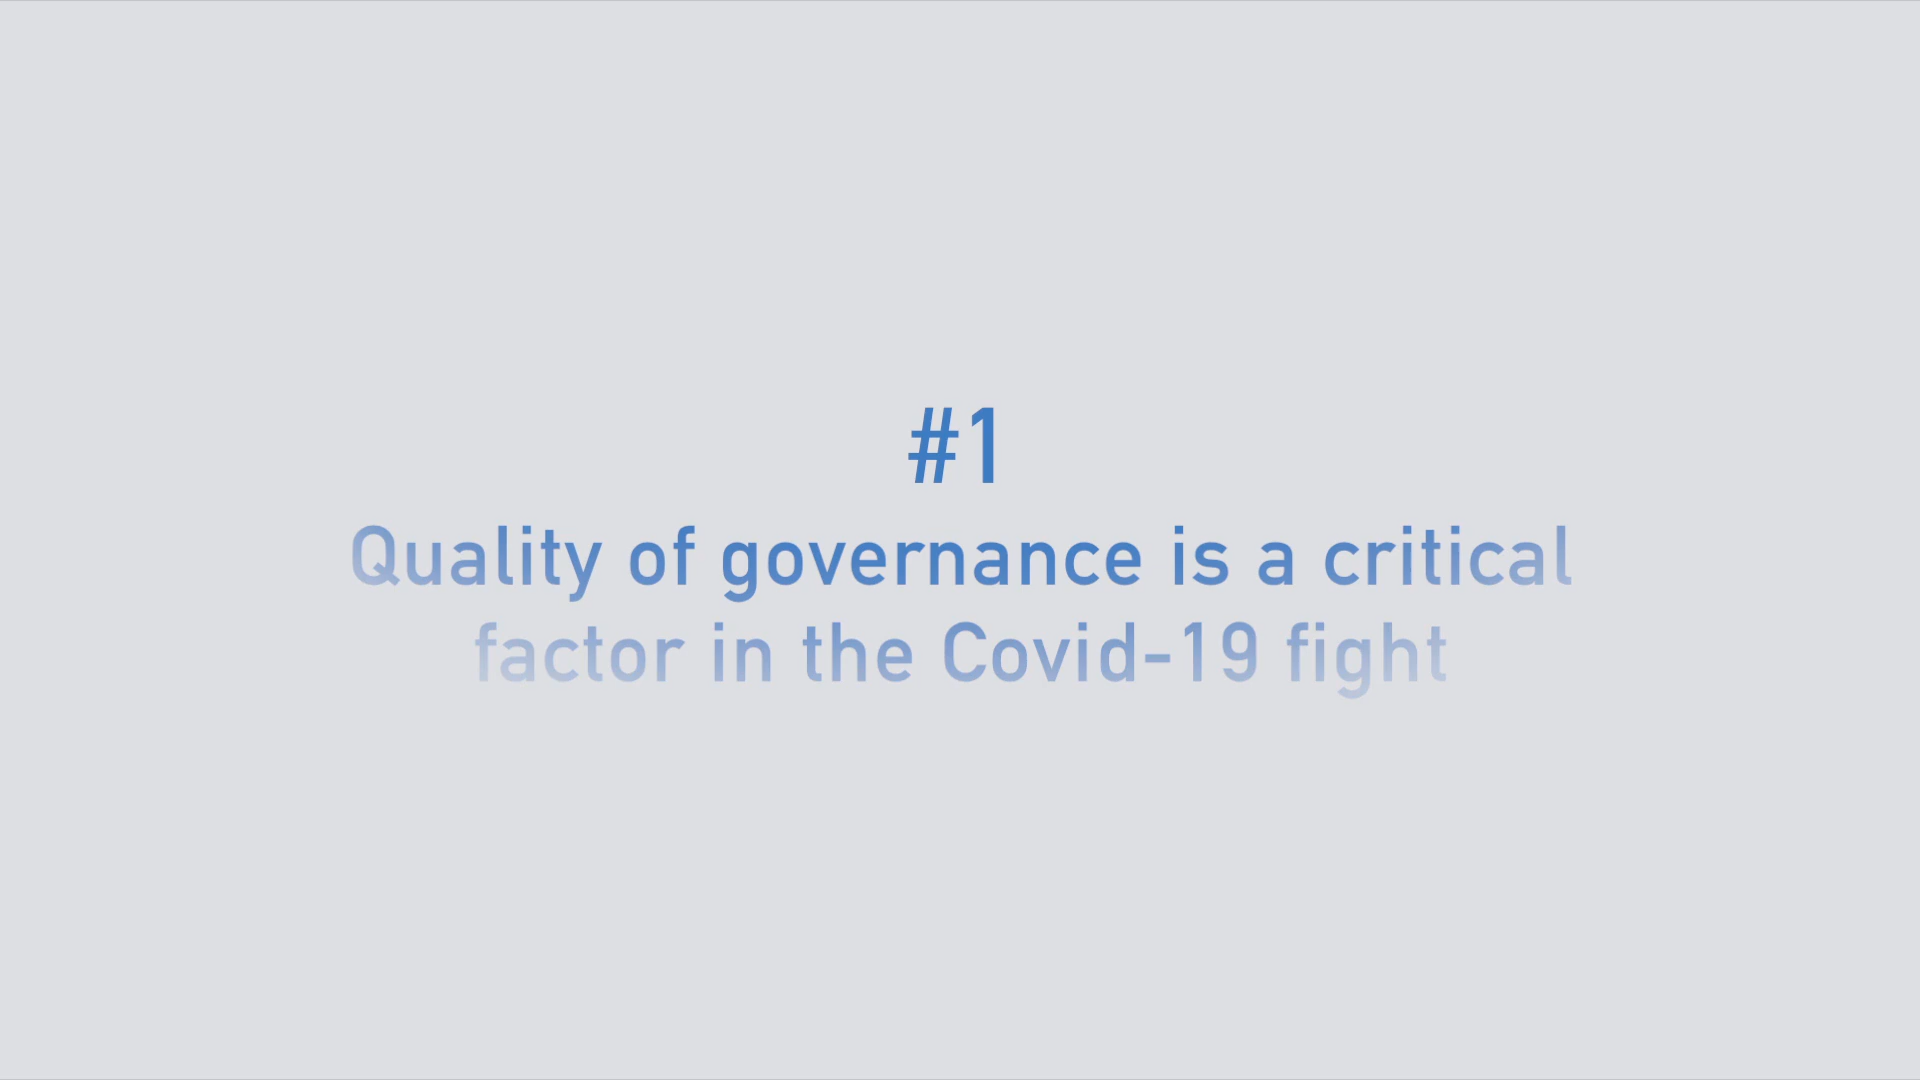 #1
Quality of governance is a critical
factor in the Covid-19 fight